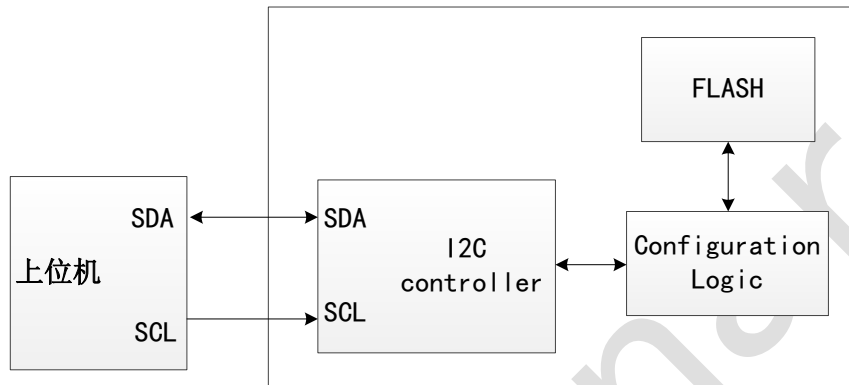 FLASH
SDA
上位机
SCL
SDA
I2C
controller
SCL
Configuration
Logic